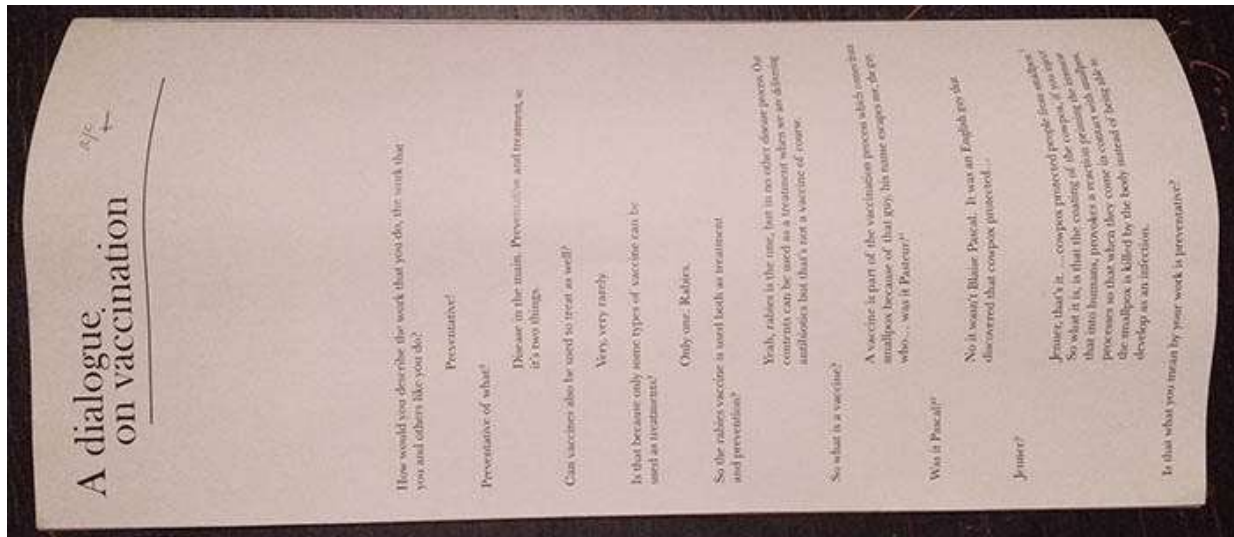 A dialogue
on vaccination
How would you describe the work that you do, the work that
you and others like you do?
Preventative!
Preventative of what?
Disease in the main. Preventative and treatment, so
it's two things.
Can vaccines also be used to treat as well?
Very, very rarely.
Is that because only some types of vaccine can be
used as treatments?
Only one. Rabies.
So the rabies vaccine is used both as treatment
and prevention?
Yeah, rabies is the one, but in no other disease process. Our
contents can be used as a treatment when we are delivering
antibiotics but that's not a vaccine of course.
So what is a vaccine?
A vaccine is part of the vaccination process which comes from
smallpox because of that guy, his name escapes me, the guy
who… was it Pasteur?
Was it Pascal?
No it wasn't Blaise Pascal. It was an English guy that
discovered that cowpox protected…
Jenner?
Jenner, that's it. …cowpox protected people from smallpox.
So what it is, is that the coating of the cowpox, if you inject
that into humans, provokes a reaction priming the immune
processes so that when they come in contact with smallpox,
the smallpox is killed by the body instead of being able to
develop as an infection.
Is that what you mean by your work is preventative?